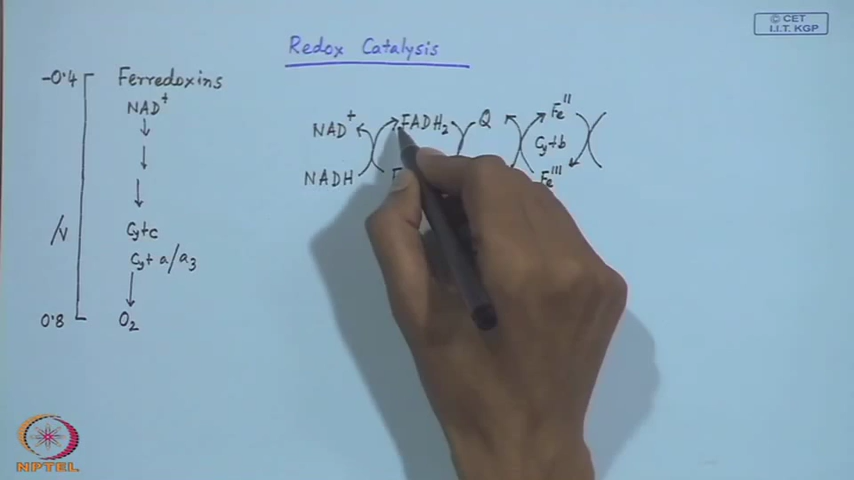 © CET
I.I.T. KGP
Redox Catalysis
-0.4
Ferredoxins
NAD+
/V
Cyt c
Cyt a/a3
0.8
O2
NAD+
FADH2
Q
FeII
Cyt b
NADH
F
FeIII
NPTEL